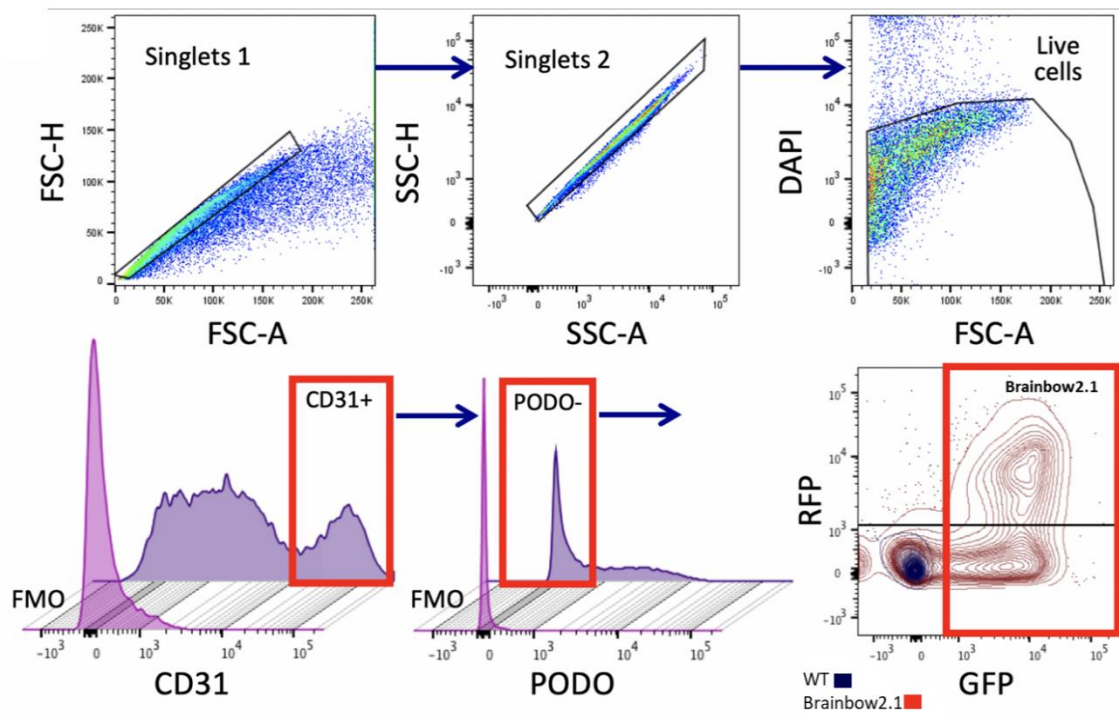 Singlets 1
FSC-H
250K
200K
150K
100K
50K
0
0 50K 100K 150K 200K 250K
FSC-A
Singlets 2
SSC-H
10^5
10^4
10^3
0
-10^3
-10^3 0 10^3 10^4 10^5
SSC-A
Live
cells
DAPI
10^5
10^4
10^3
0
-10^3
0 50K 100K 150K 200K 250K
FSC-A
CD31+
FMO
-10^3 0 10^3 10^4 10^5
CD31
PODO-
FMO
-10^3 0 10^3 10^4 10^5
PODO
Brainbow2.1
RFP
10^5
10^4
10^3
0
-10^3
-10^3 0 10^3 10^4 10^5
GFP
WT
Brainbow2.1